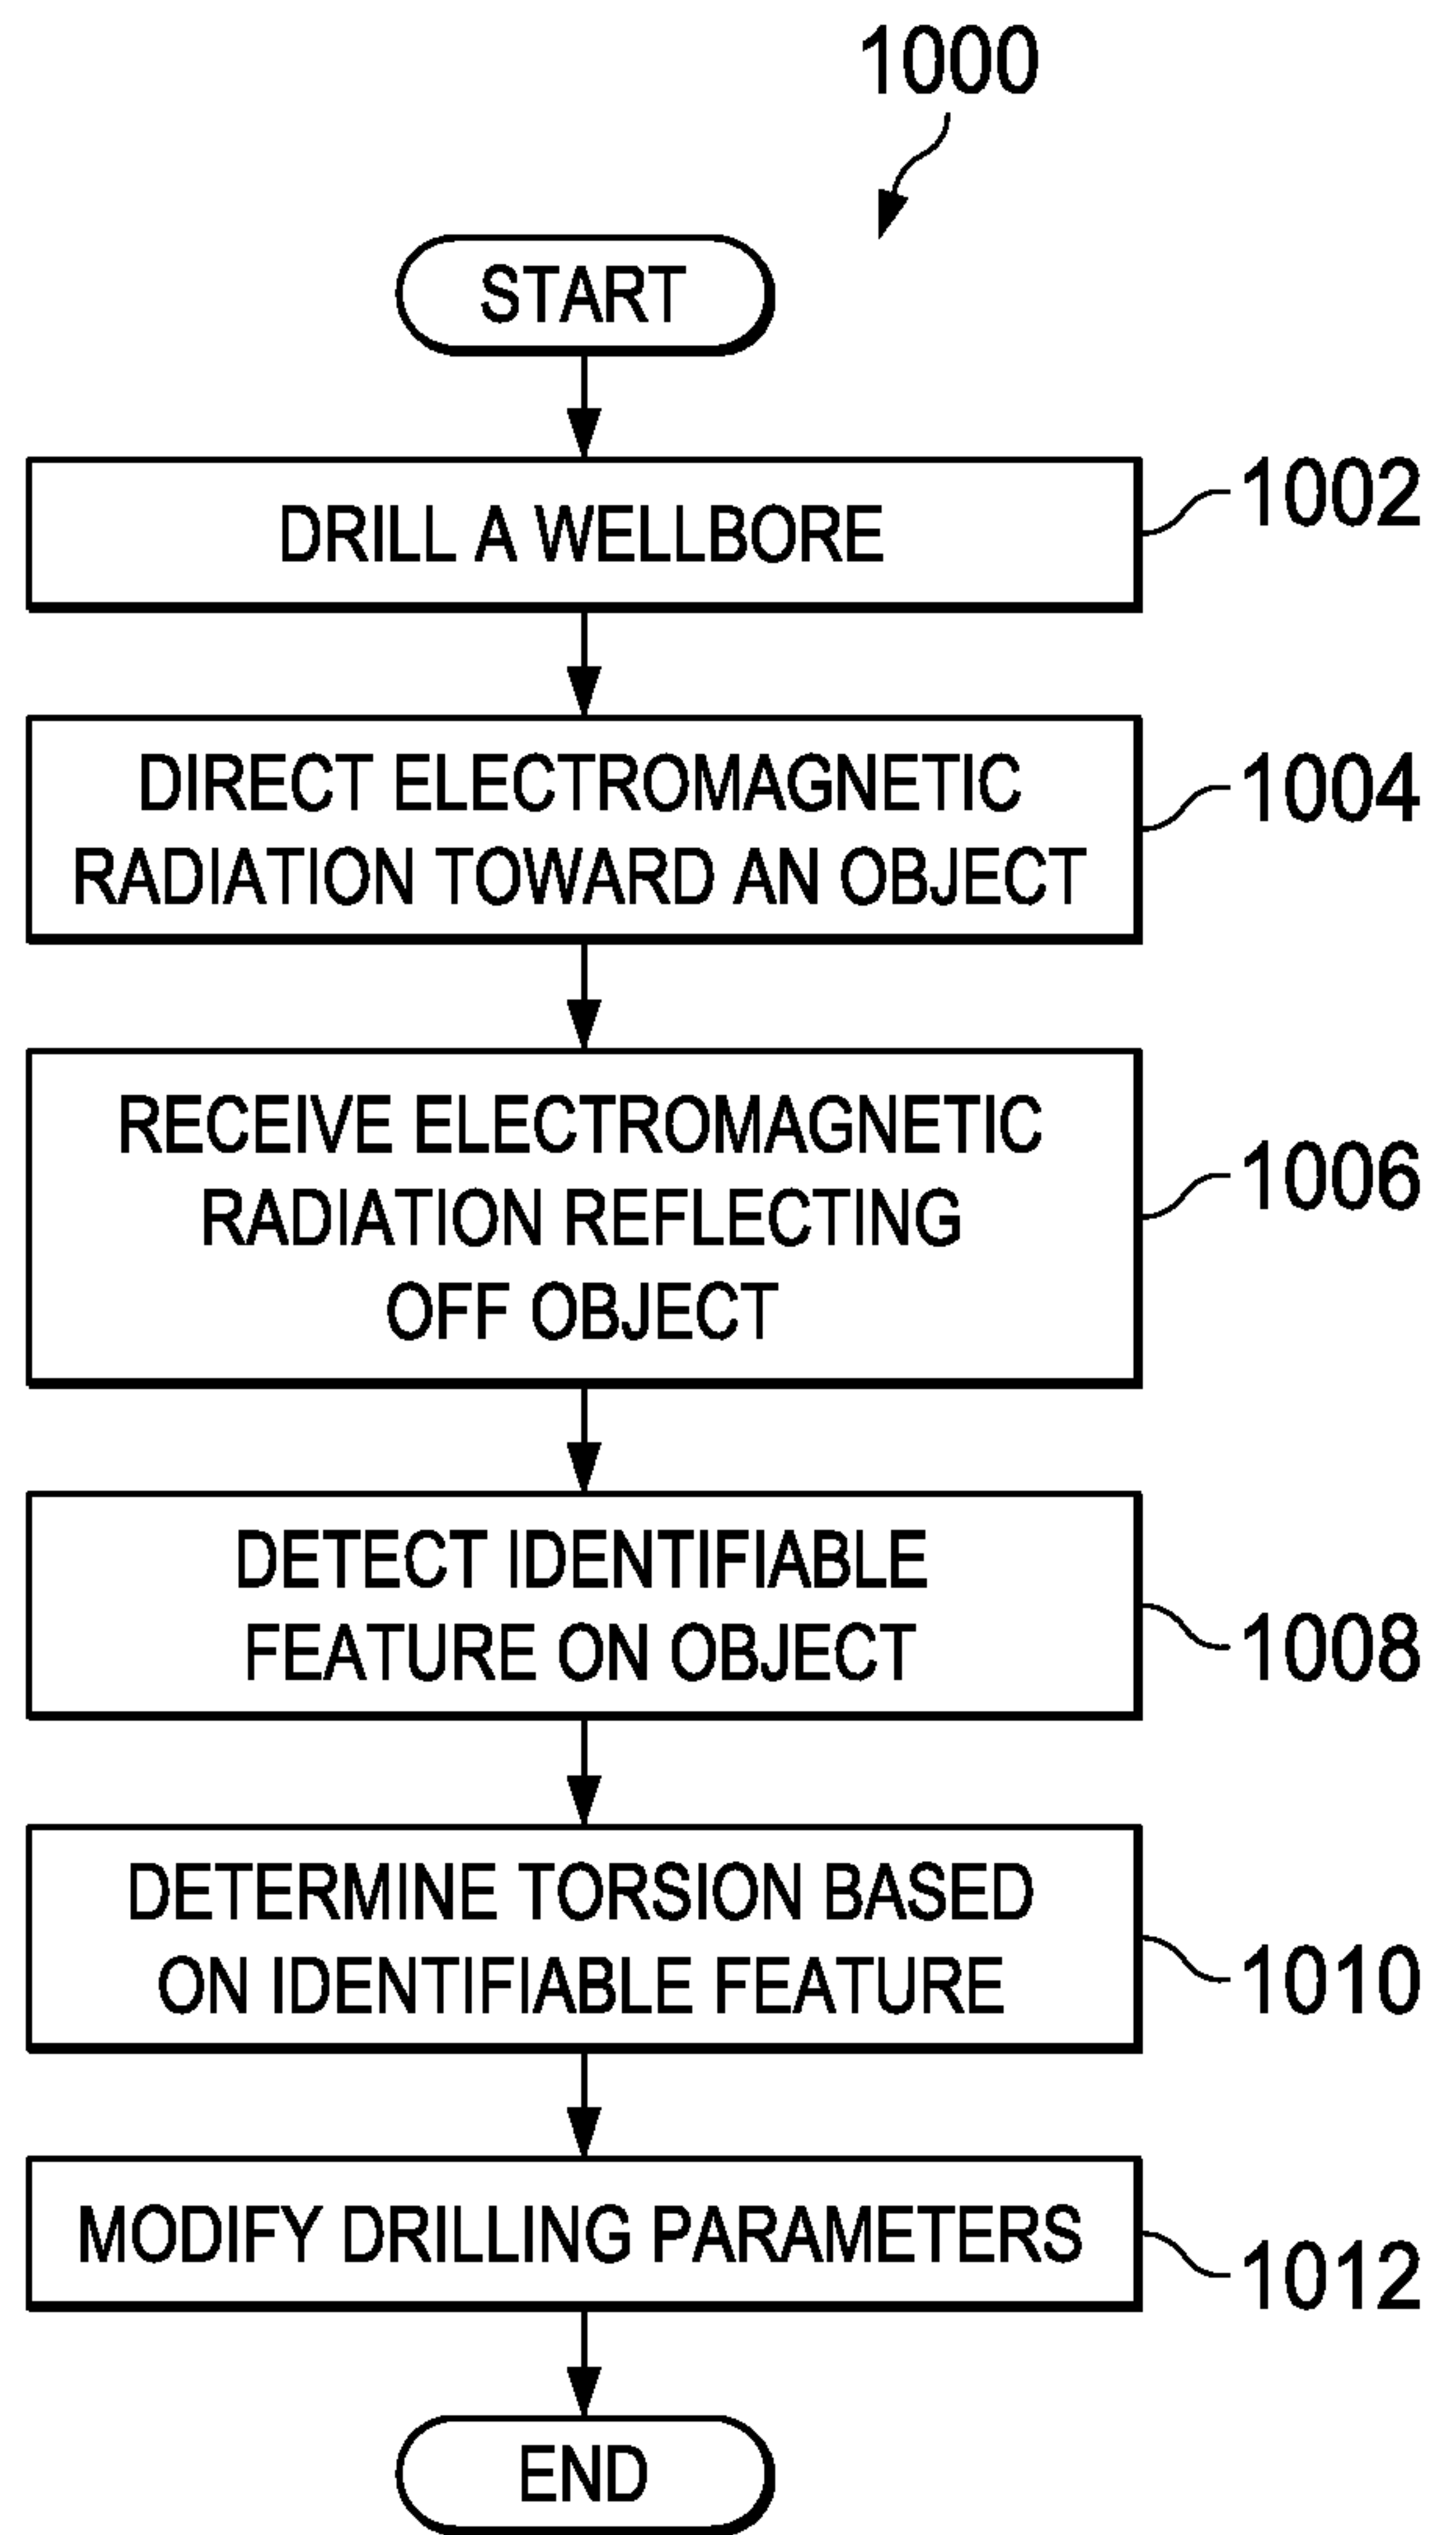 1000
START
DRILL A WELLBORE
1002
DIRECT ELECTROMAGNETIC
RADIATION TOWARD AN OBJECT
1004
RECEIVE ELECTROMAGNETIC
RADIATION REFLECTING
OFF OBJECT
1006
DETECT IDENTIFIABLE
FEATURE ON OBJECT
1008
DETERMINE TORSION BASED
ON IDENTIFIABLE FEATURE
1010
MODIFY DRILLING PARAMETERS
1012
END